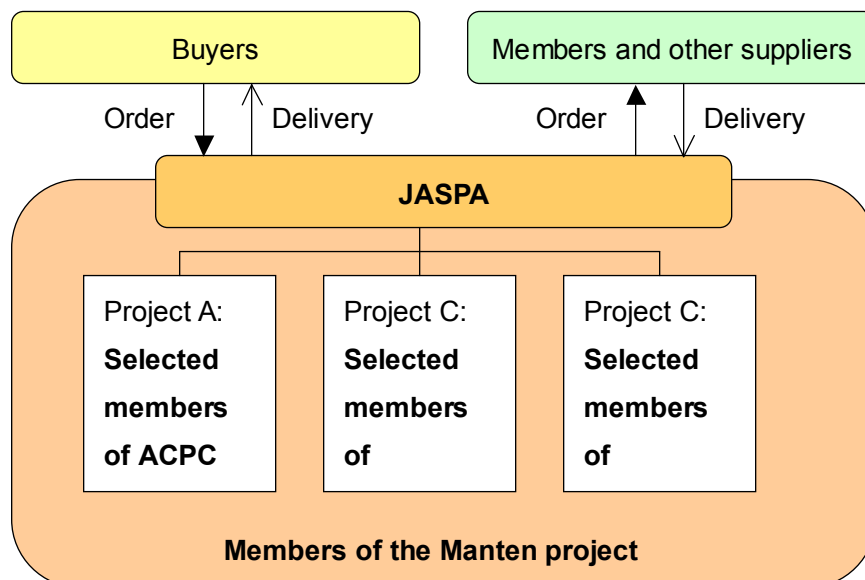 Buyers
Members and other suppliers
Order
Delivery
Order
Delivery
JASPA
Project A:
Selected
members
of ACPC
Project C:
Selected
members
of
Project C:
Selected
members
of
Members of the Manten project